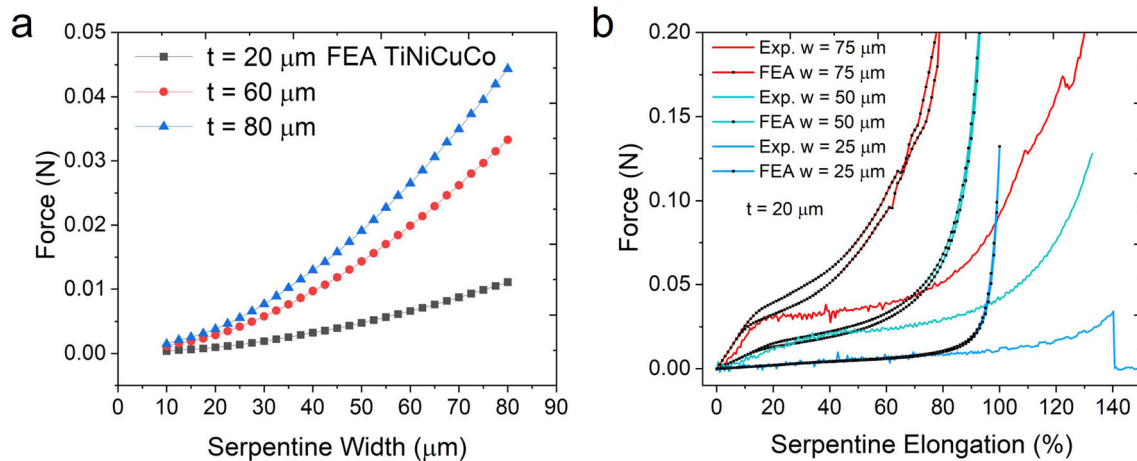 a
t = 20 μm FEA TiNiCuCo
t = 60 μm
t = 80 μm
0.05
0.04
0.03
0.02
0.01
0.00
Force (N)
0 10 20 30 40 50 60 70 80 90
Serpentine Width (μm)
b
Exp. w = 75 μm
FEA w = 75 μm
Exp. w = 50 μm
FEA w = 50 μm
Exp. w = 25 μm
FEA w = 25 μm
t = 20 μm
0.20
0.15
0.10
0.05
0.00
Force (N)
0 20 40 60 80 100 120 140
Serpentine Elongation (%)